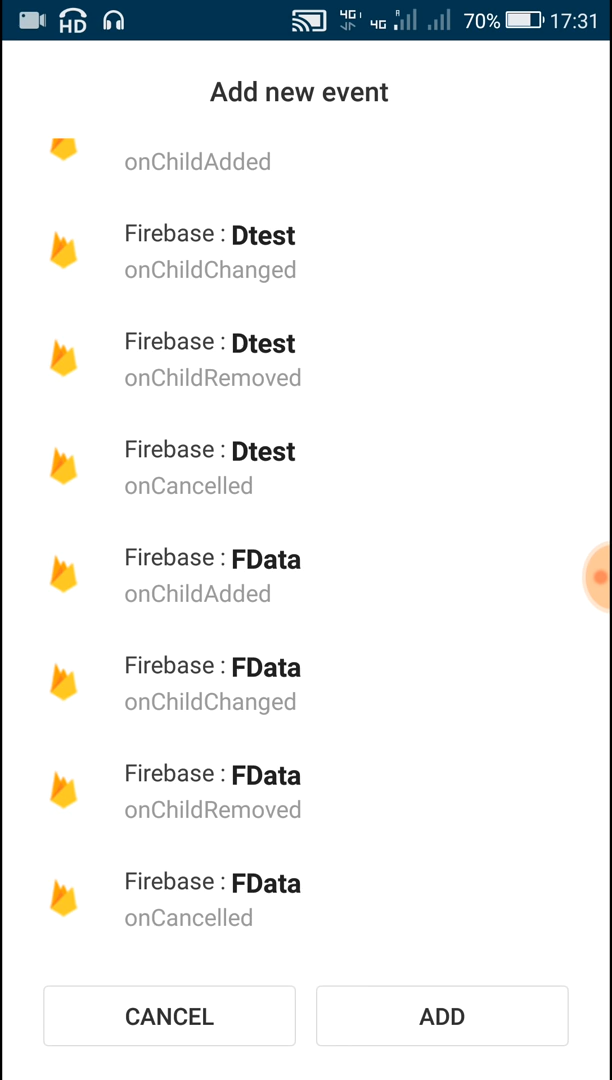 HD 4G 4G R 70% 17:31
Add new event
onChildAdded
Firebase : Dtest
onChildChanged
Firebase : Dtest
onChildRemoved
Firebase : Dtest
onCancelled
Firebase : FData
onChildAdded
Firebase : FData
onChildChanged
Firebase : FData
onChildRemoved
Firebase : FData
onCancelled
CANCEL
ADD